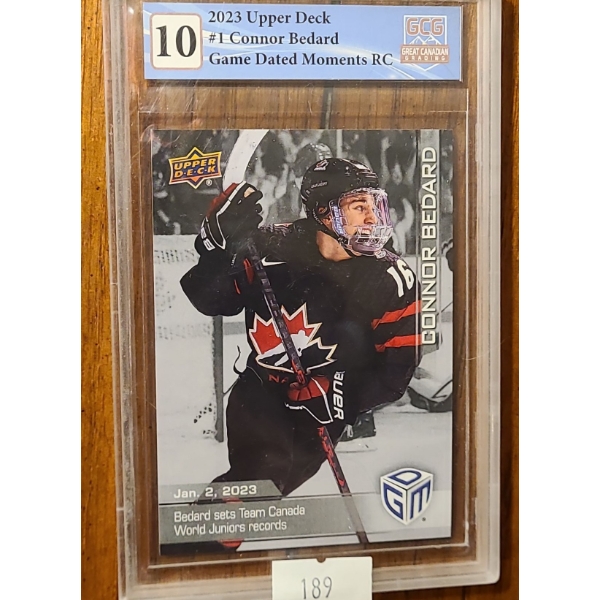 10
2023 Upper Deck
#1 Connor Bedard
Game Dated Moments RC
GCG
GREAT CANADIAN
GRADING
UPPER
D·E·C·K
®
CONNOR BEDARD
16
BAUER
Jan. 2, 2023
Bedard sets Team Canada
World Juniors records
GDM
®
189